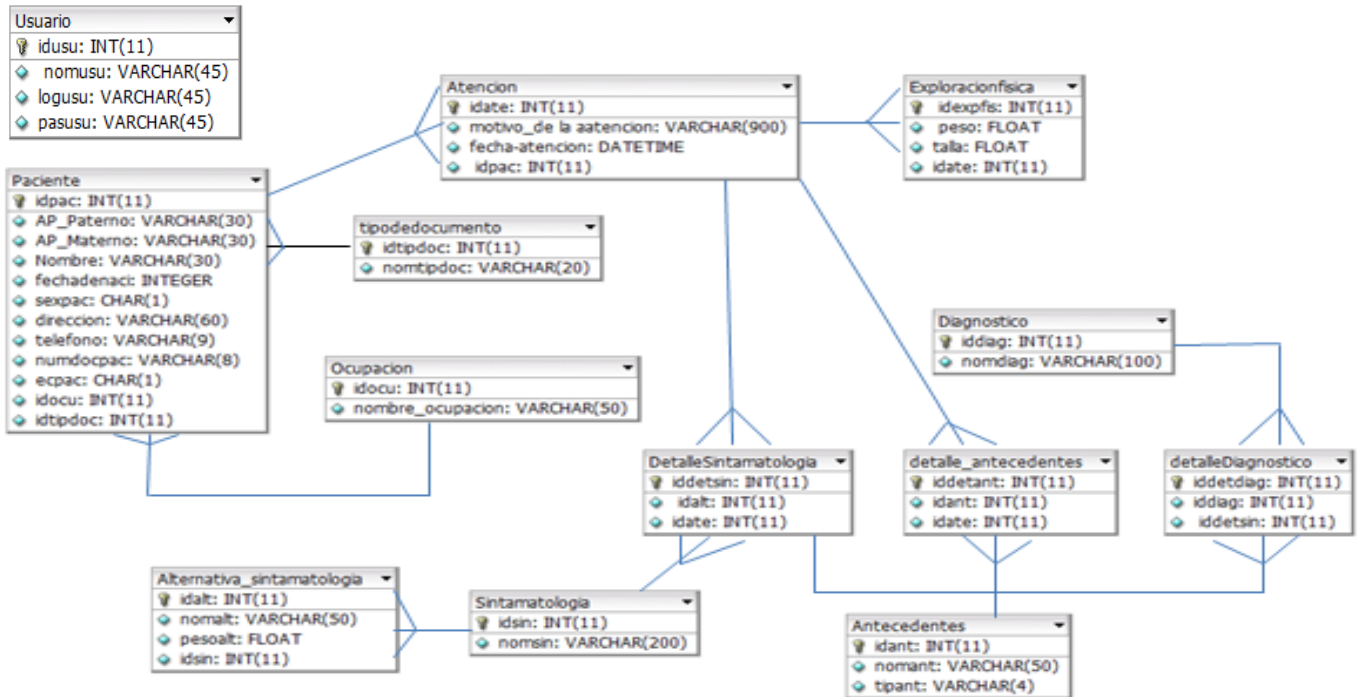 Usuario
idusu: INT(11)
nomusu: VARCHAR(45)
logusu: VARCHAR(45)
pasusu: VARCHAR(45)
Atencion
idate: INT(11)
motivo_de la aatencion: VARCHAR(900)
fecha-atencion: DATETIME
idpac: INT(11)
Exploracionfisica
idexpfis: INT(11)
peso: FLOAT
talla: FLOAT
idate: INT(11)
Paciente
idpac: INT(11)
AP_Paterno: VARCHAR(30)
AP_Materno: VARCHAR(30)
Nombre: VARCHAR(30)
fechadenaci: INTEGER
sexpac: CHAR(1)
direccion: VARCHAR(60)
telefono: VARCHAR(9)
numdocpac: VARCHAR(8)
ecpac: CHAR(1)
idocu: INT(11)
idtipdoc: INT(11)
tipodedocumento
idtipdoc: INT(11)
nomtipdoc: VARCHAR(20)
Ocupacion
idocu: INT(11)
nombre_ocupacion: VARCHAR(50)
Diagnostico
iddiag: INT(11)
nomdiag: VARCHAR(100)
DetalleSintamatologia
iddetsin: INT(11)
idalt: INT(11)
idate: INT(11)
detalle_antecedentes
iddetant: INT(11)
idant: INT(11)
idate: INT(11)
detalleDiagnostico
iddetdiag: INT(11)
iddiag: INT(11)
iddetsin: INT(11)
Alternativa_sintamatologia
idalt: INT(11)
nomalt: VARCHAR(50)
pesoalt: FLOAT
idsin: INT(11)
Sintamatologia
idsin: INT(11)
nomsin: VARCHAR(200)
Antecedentes
idant: INT(11)
nomant: VARCHAR(50)
tipant: VARCHAR(4)